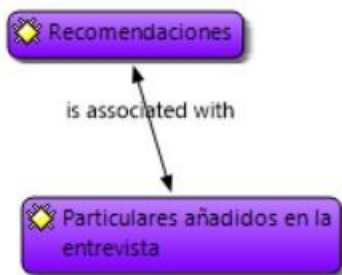 Recomendaciones
is associated with
Particulares añadidos en la
entrevista